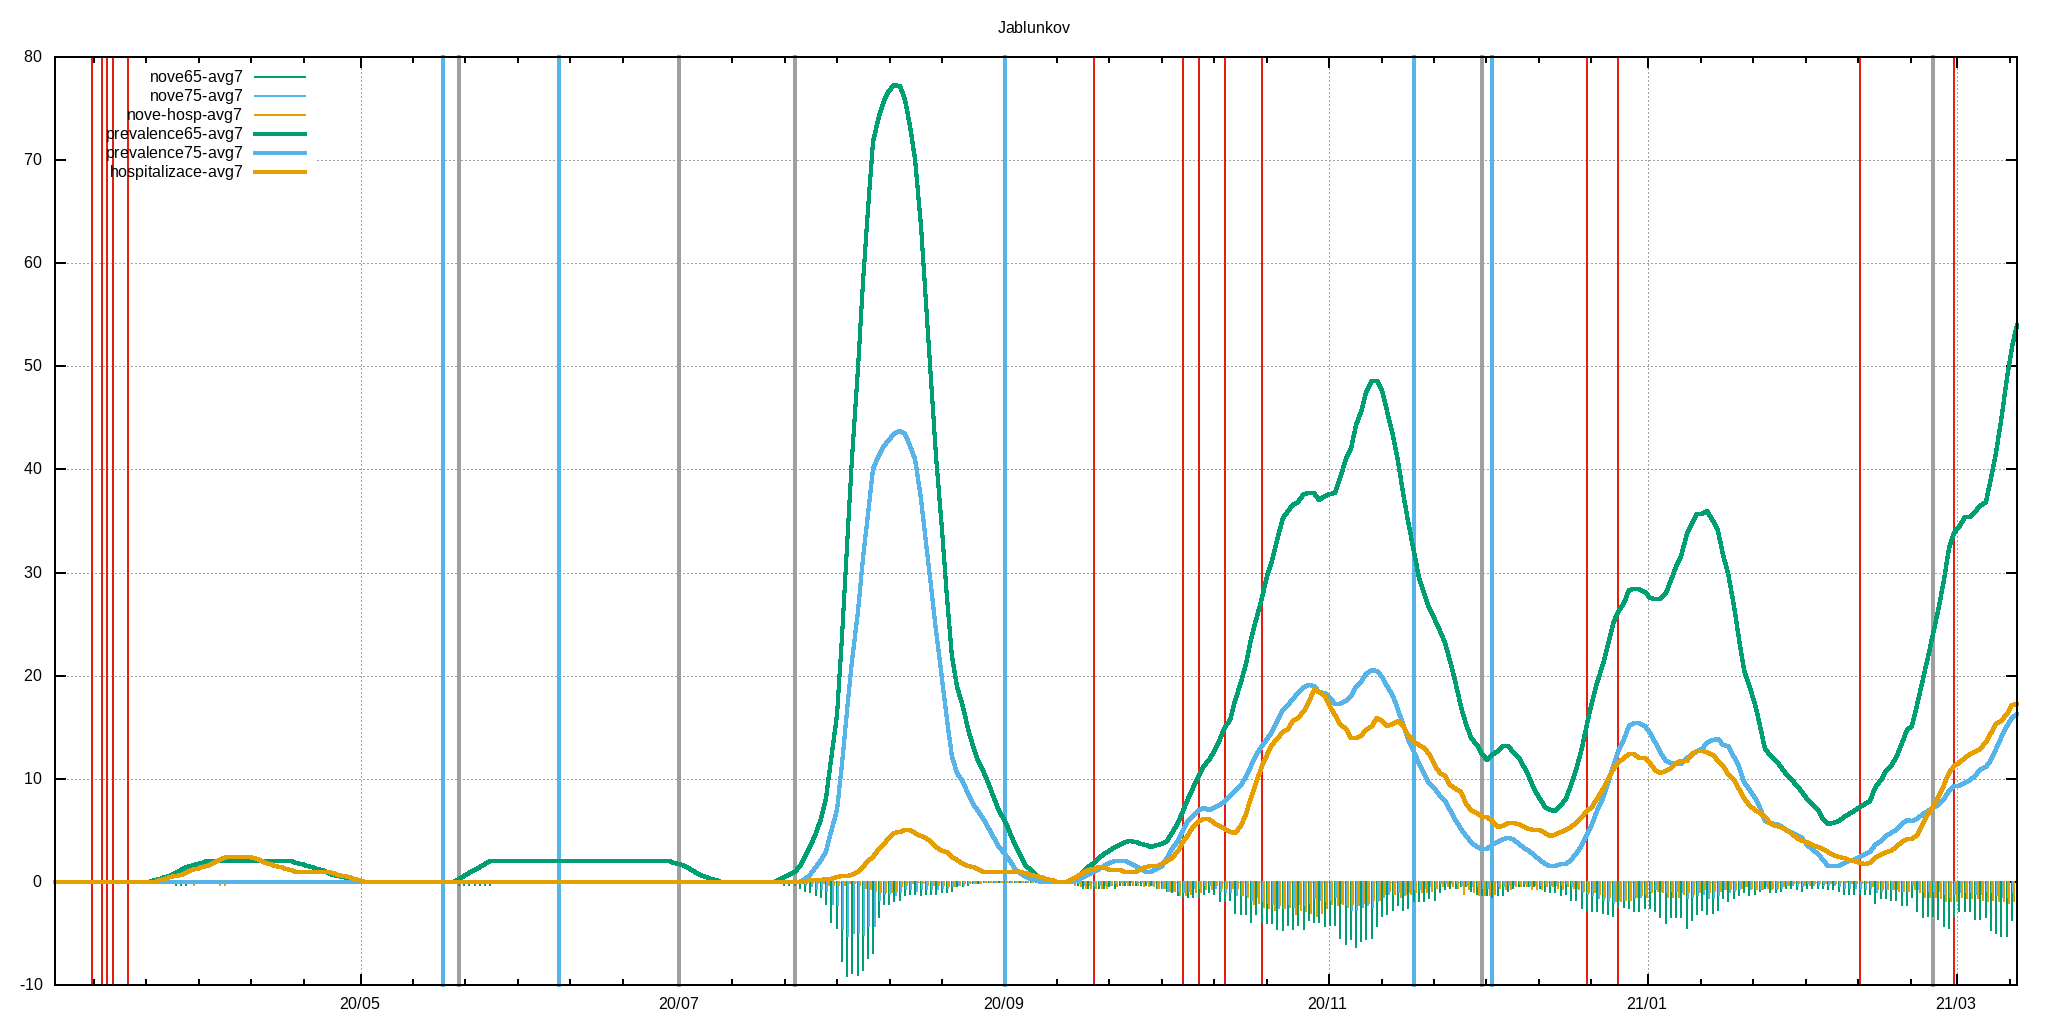 Jablunkov
80
70
60
50
40
30
20
10
0
-10
nove65-avg7
nove75-avg7
nove-hosp-avg7
prevalence65-avg7
prevalence75-avg7
hospitalizace-avg7
20/05 20/07 20/09 20/11 21/01 21/03